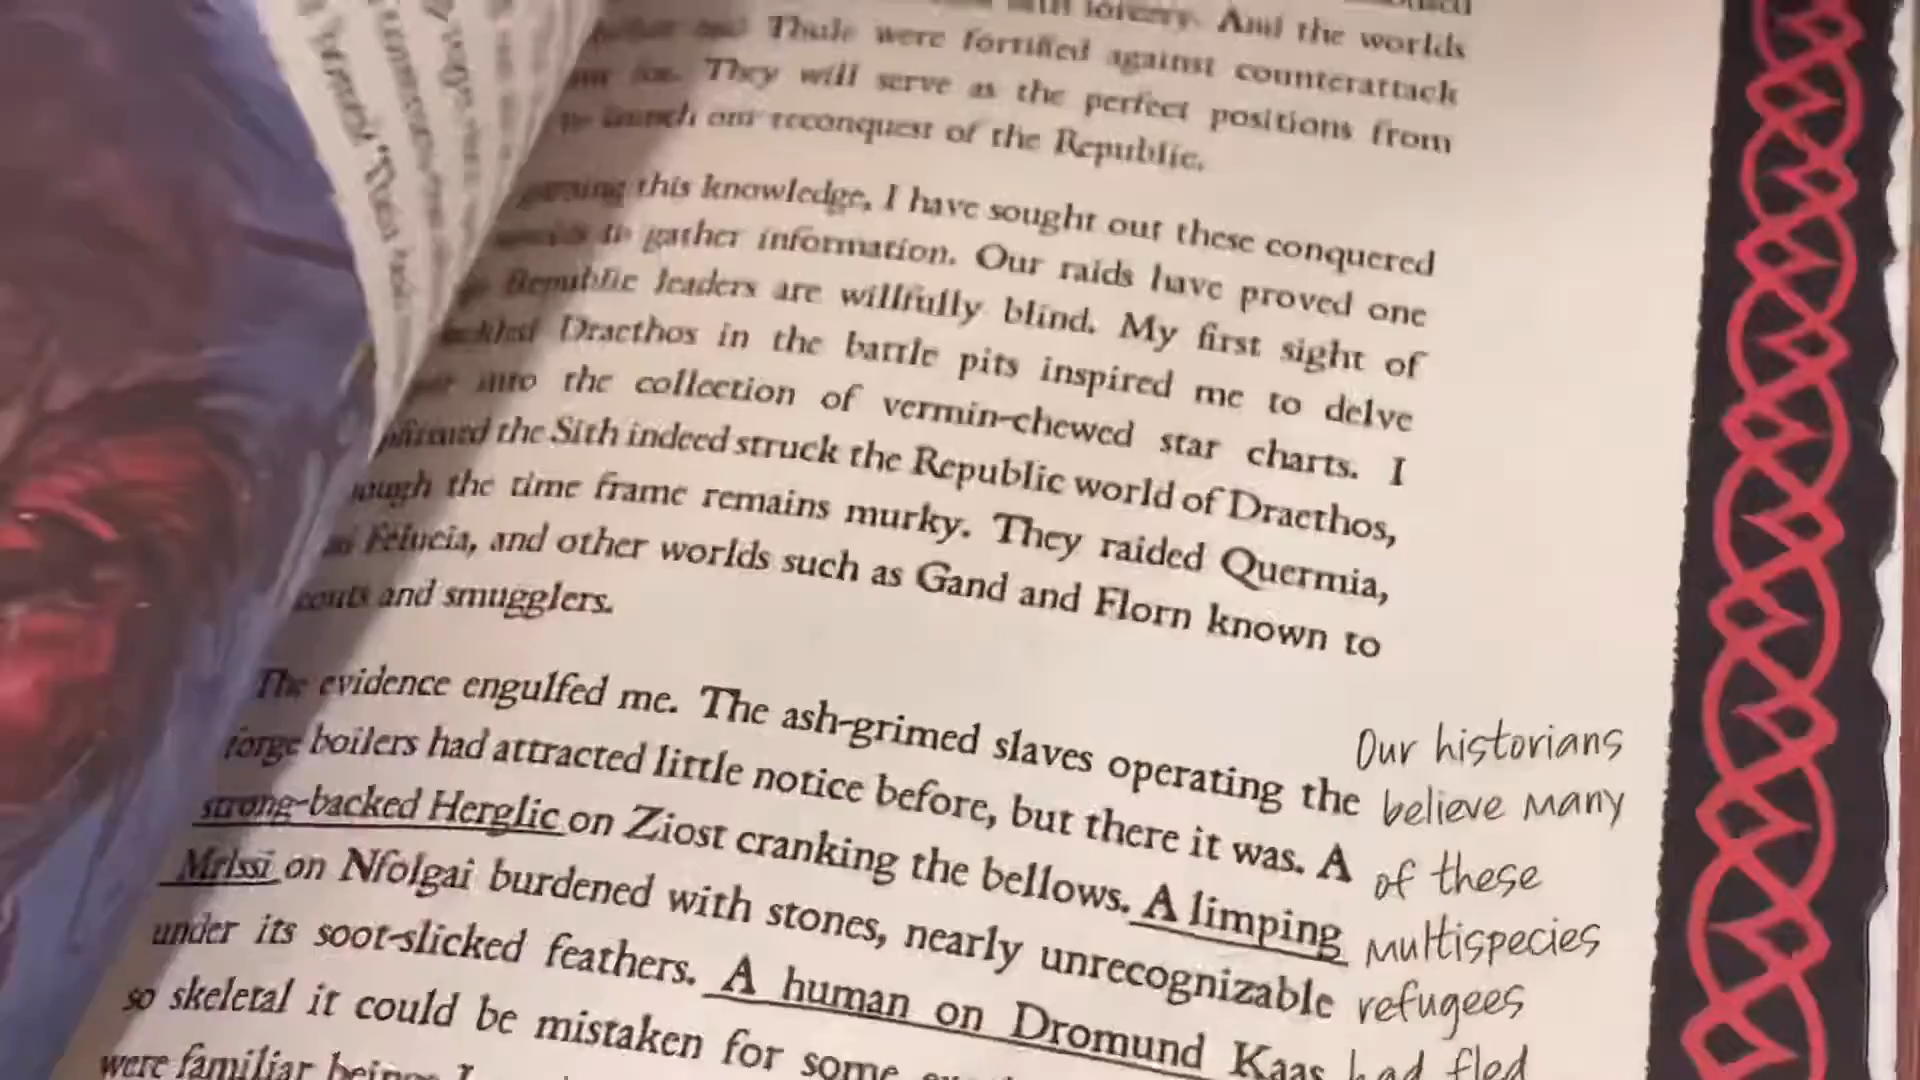 And the worlds
Thule were fortified against counterattack
They will serve as the perfect positions from
our reconquest of the Republic.
this knowledge, I have sought out these conquered
to gather information. Our raids have proved one
Republic leaders are willfully blind. My first sight of
Draethos in the battle pits inspired me to delve
into the collection of vermin-chewed star charts. I
the Sith indeed struck the Republic world of Draethos,
the time frame remains murky. They raided Quermia,
Felucia, and other worlds such as Gand and Florn known to
and smugglers.
The evidence engulfed me. The ash-grimed slaves operating the
forge boilers had attracted little notice before, but there it was. A
strong-backed Herglic on Ziost cranking the bellows. A limping
Mrlssi on Nfolgai burdened with stones, nearly unrecognizable
under its soot-slicked feathers. A human on Dromund Kaas
so skeletal it could be mistaken for some
were familiar beings
Our historians
believe many
of these
multispecies
refugees
had fled